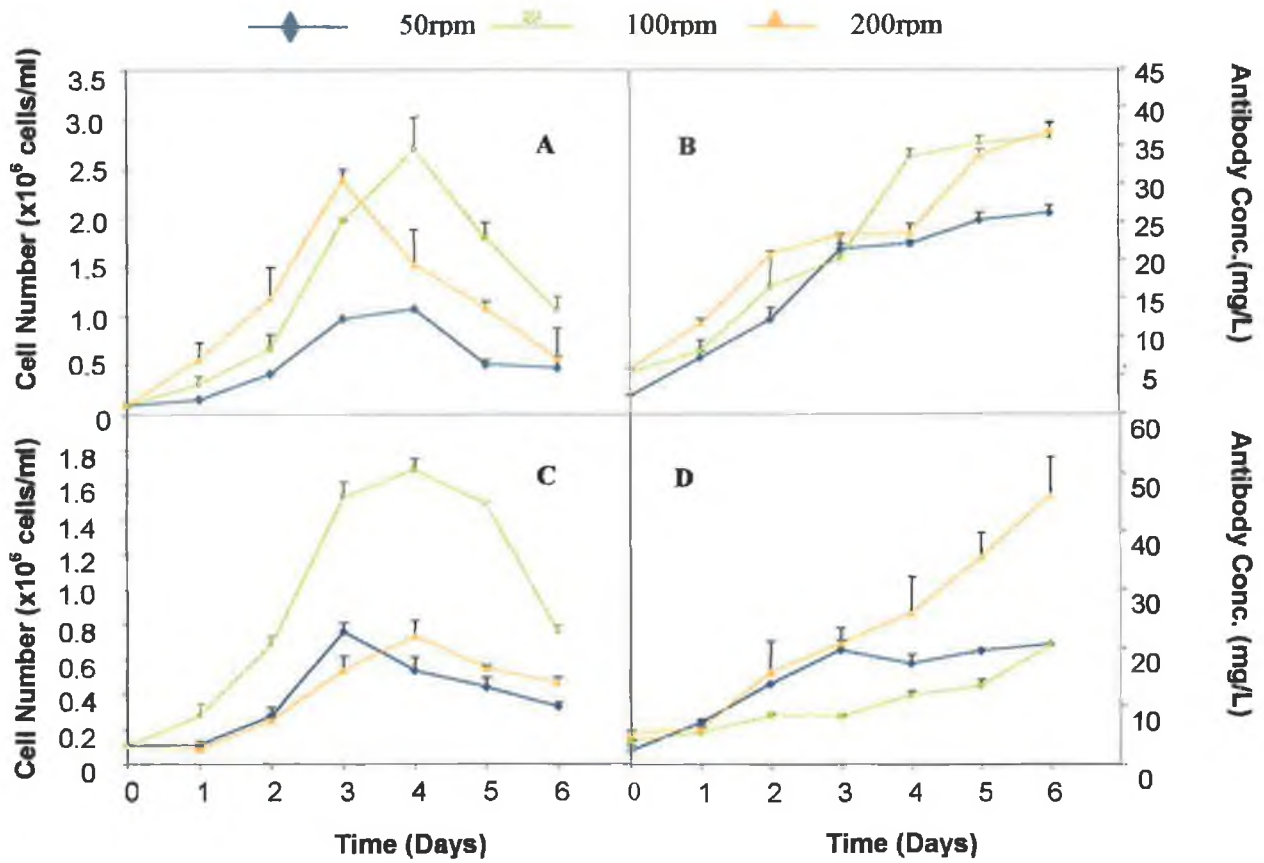 50rpm 100rpm 200rpm
Cell Number (x10⁶ cells/ml)
3.5
3.0
2.5
2.0
1.5
1.0
0.5
0
A
B
45
40
35
30
25
20
15
10
5
0
Antibody Conc.(mg/L)
Cell Number (x10⁶ cells/ml)
1.8
1.6
1.4
1.2
1.0
0.8
0.6
0.4
0.2
0
C
D
60
50
40
30
20
10
0
Antibody Conc. (mg/L)
0 1 2 3 4 5 6
0 1 2 3 4 5 6
Time (Days)
Time (Days)